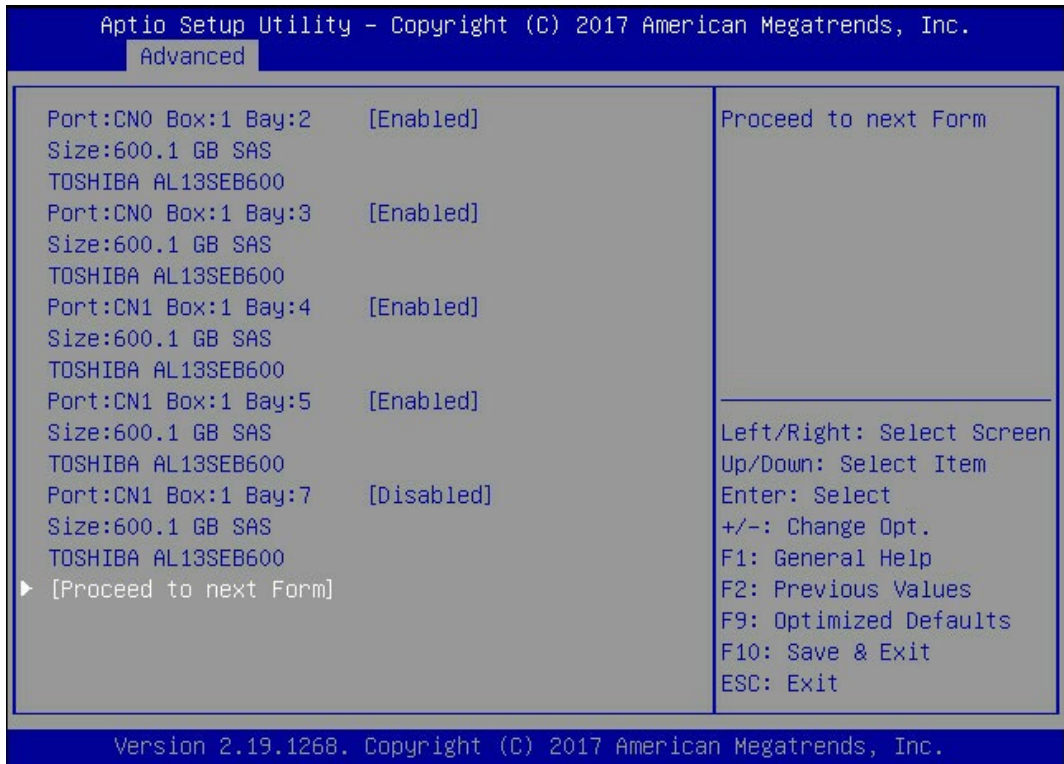 Aptio Setup Utility – Copyright (C) 2017 American Megatrends, Inc.
Advanced
Port:CN0 Box:1 Bay:2 [Enabled]
Size:600.1 GB SAS
TOSHIBA AL13SEB600
Port:CN0 Box:1 Bay:3 [Enabled]
Size:600.1 GB SAS
TOSHIBA AL13SEB600
Port:CN1 Box:1 Bay:4 [Enabled]
Size:600.1 GB SAS
TOSHIBA AL13SEB600
Port:CN1 Box:1 Bay:5 [Enabled]
Size:600.1 GB SAS
TOSHIBA AL13SEB600
Port:CN1 Box:1 Bay:7 [Disabled]
Size:600.1 GB SAS
TOSHIBA AL13SEB600
[Proceed to next Form]
Proceed to next Form
Left/Right: Select Screen
Up/Down: Select Item
Enter: Select
+/-: Change Opt.
F1: General Help
F2: Previous Values
F9: Optimized Defaults
F10: Save & Exit
ESC: Exit
Version 2.19.1268. Copyright (C) 2017 American Megatrends, Inc.